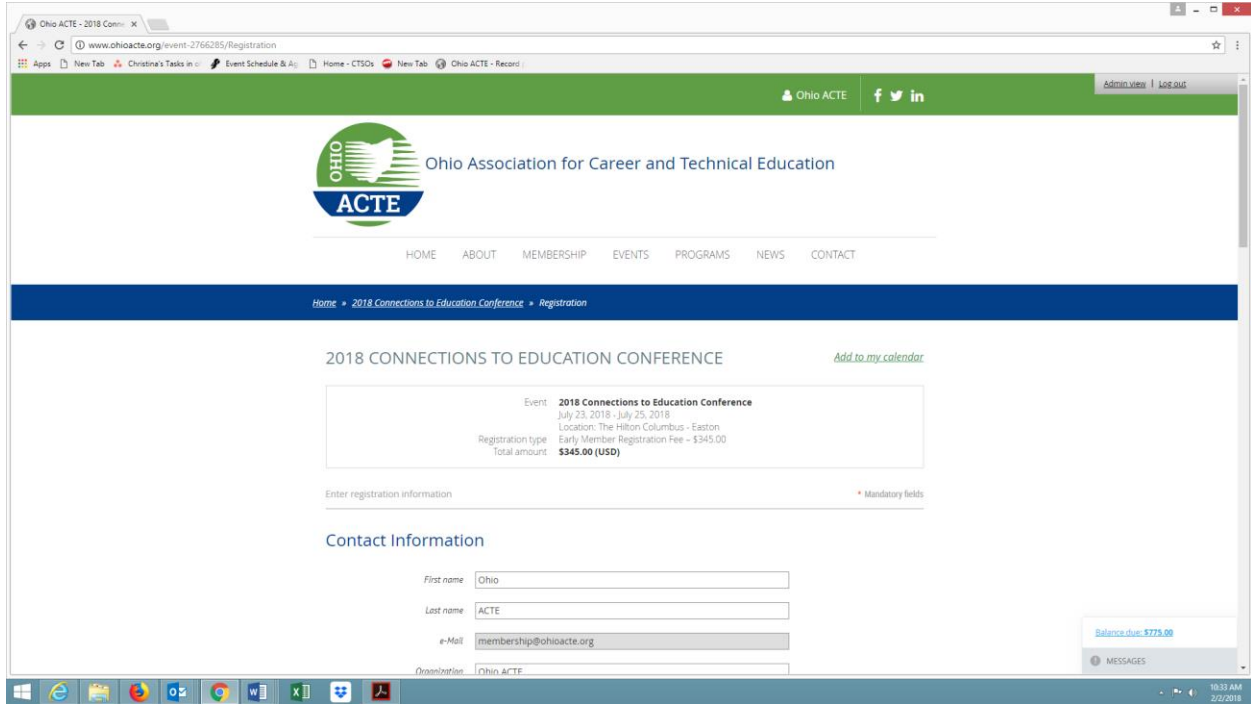 Ohio ACTE - 2018 Conne
www.ohioacte.org/event-2766285/Registration
Apps New Tab Christina's Tasks in o Event Schedule & Ag Home - CTSOs New Tab Ohio ACTE - Record
Admin view | Log out
Ohio ACTE
OHIO
ACTE
Ohio Association for Career and Technical Education
HOME ABOUT MEMBERSHIP EVENTS PROGRAMS NEWS CONTACT
Home » 2018 Connections to Education Conference » Registration
2018 CONNECTIONS TO EDUCATION CONFERENCE Add to my calendar
Event 2018 Connections to Education Conference
July 23, 2018 - July 25, 2018
Location: The Hilton Columbus - Easton
Registration type Early Member Registration Fee – $345.00
Total amount $345.00 (USD)
Enter registration information * Mandatory fields
Contact Information
First name Ohio
Last name ACTE
e-Mail membership@ohioacte.org
Organization Ohio ACTE
Balance due: $775.00
MESSAGES
10:33 AM
2/2/2018